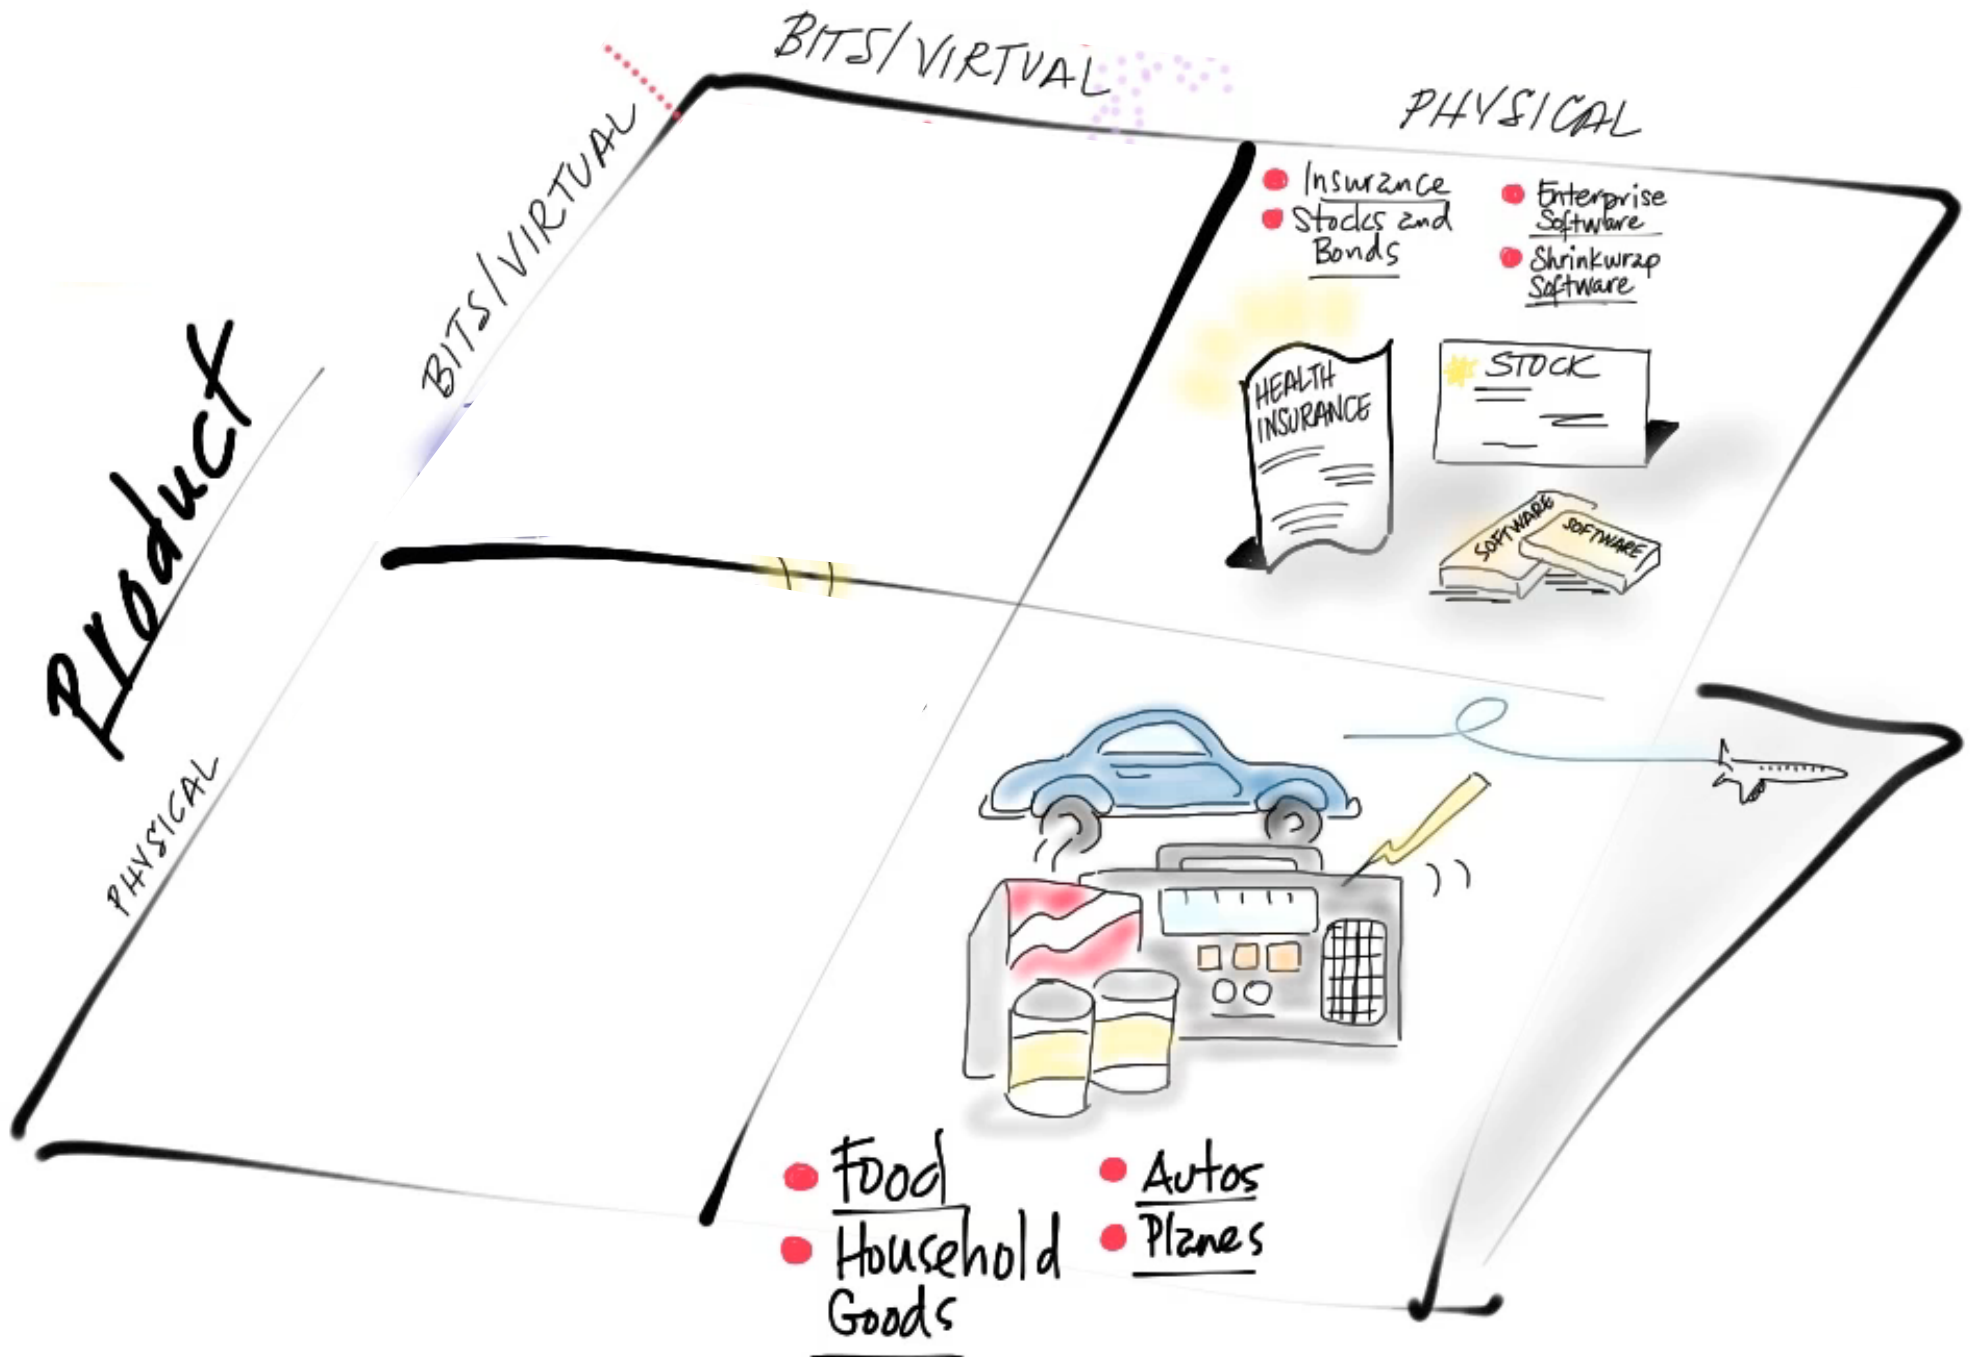 BITS/VIRTUAL
PHYSICAL
BITS/VIRTUAL
Product
PHYSICAL
Insurance
Stocks and
Bonds
Enterprise
Software
Shrinkwrap
Software
HEALTH
INSURANCE
STOCK
SOFTWARE
SOFTWARE
Food
Household
Goods
Autos
Planes